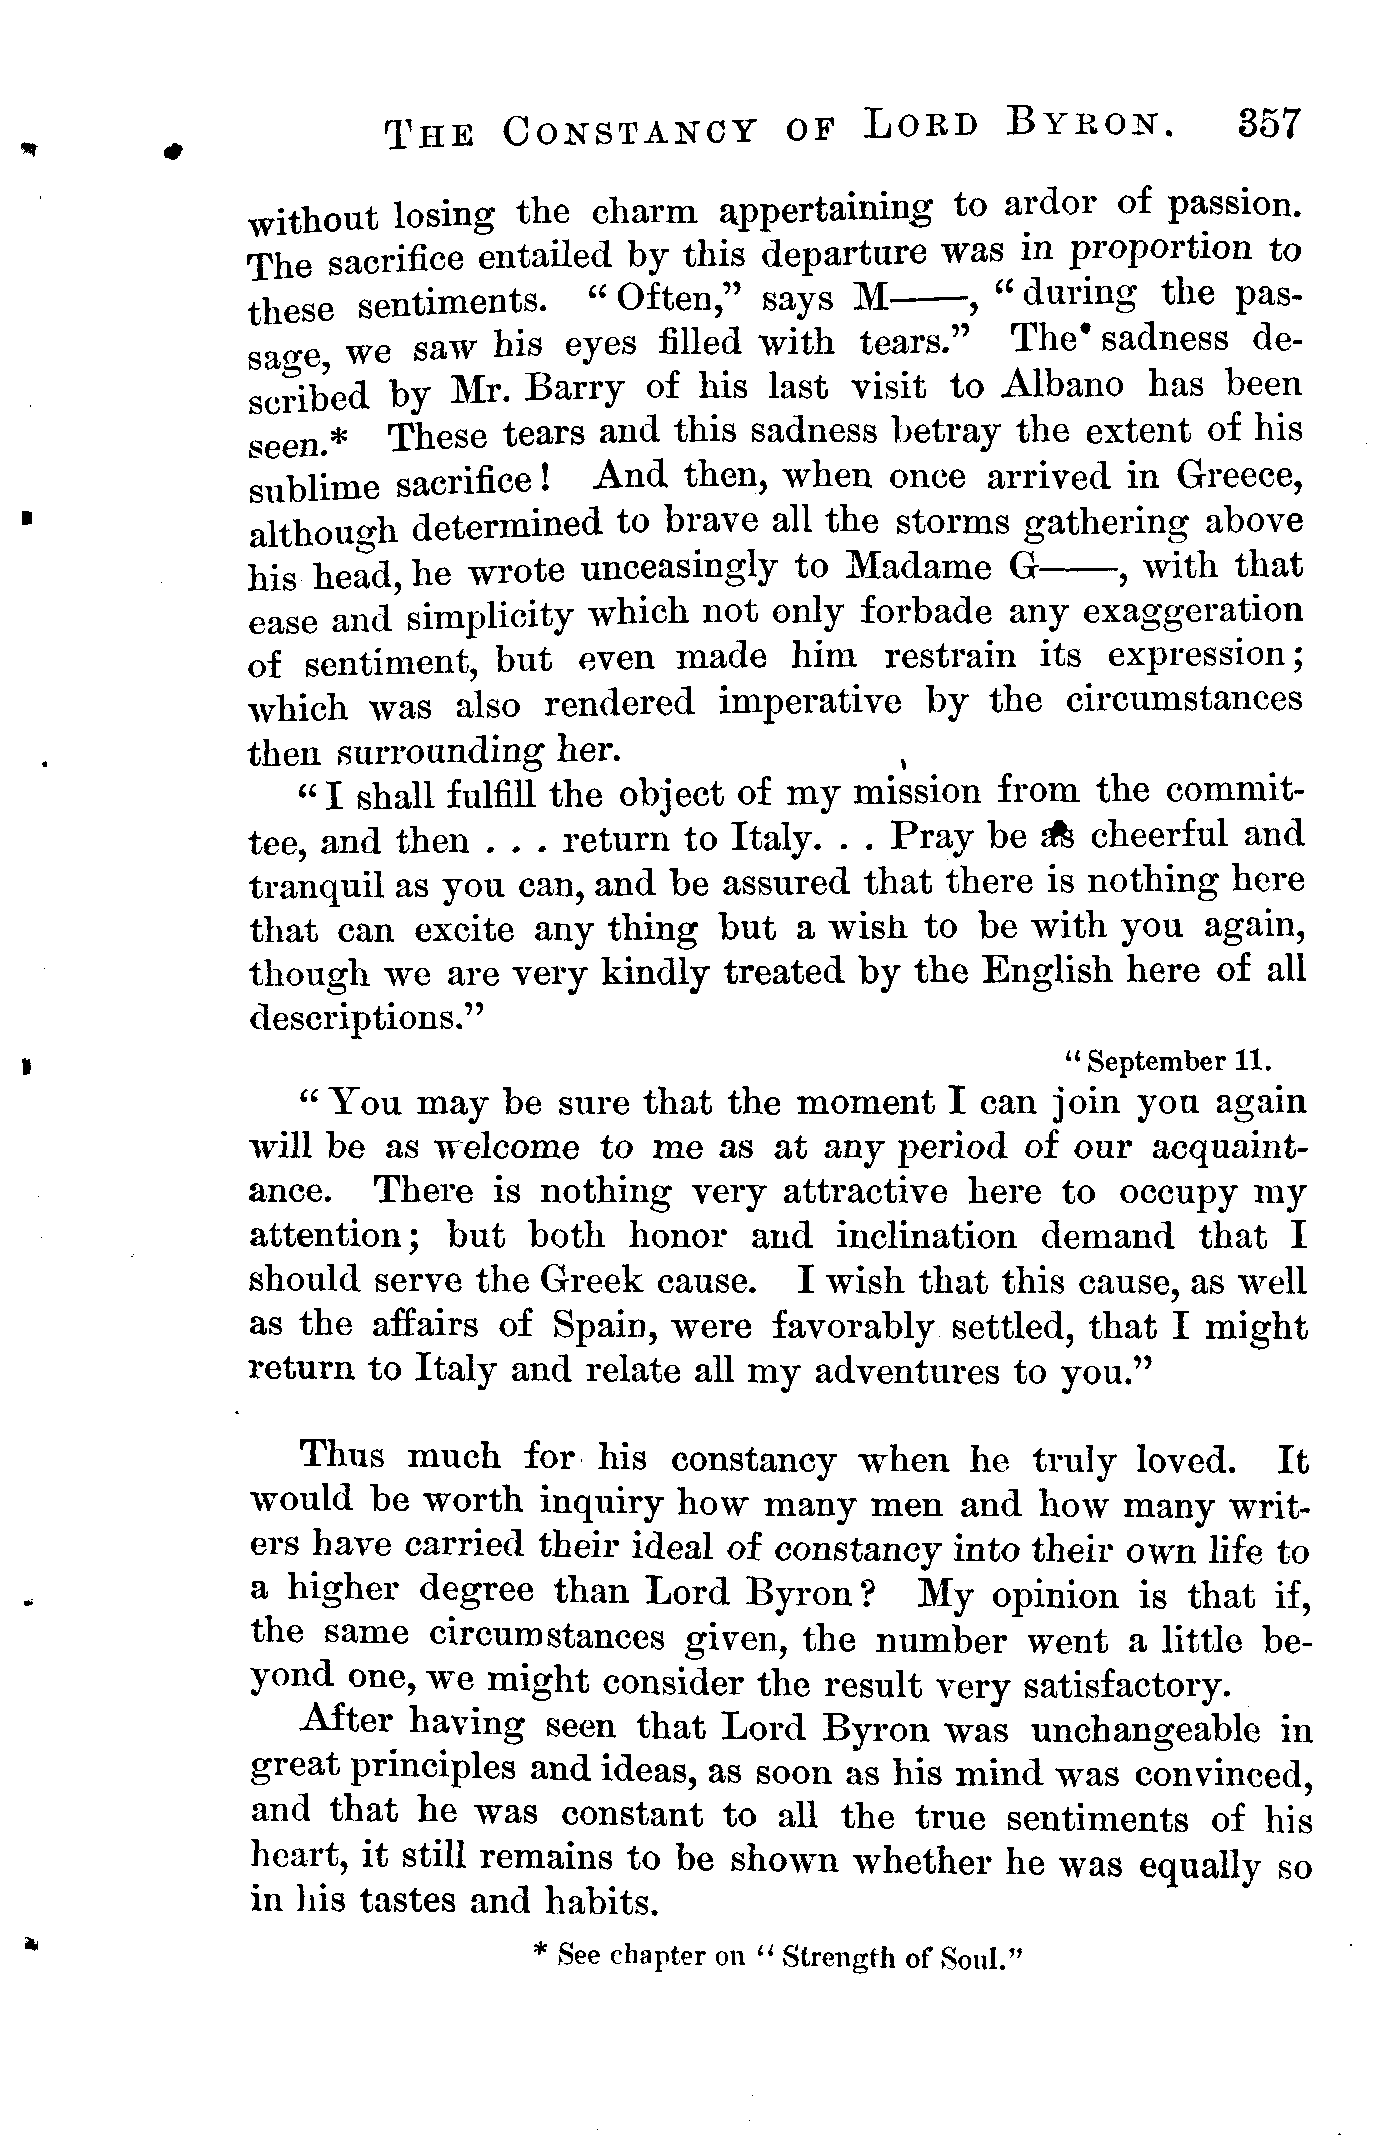 THE CONSTANCY OF LORD BYRON. 357
without losing the charm appertaining to ardor of passion.
The sacrifice entailed by this departure was in proportion to
these sentiments. “Often,” says M——, “during the pas-
sage, we saw his eyes filled with tears.” The sadness de-
scribed by Mr. Barry of his last visit to Albano has been
seen.* These tears and this sadness betray the extent of his
sublime sacrifice! And then, when once arrived in Greece,
although determined to brave all the storms gathering above
his head, he wrote unceasingly to Madame G——, with that
ease and simplicity which not only forbade any exaggeration
of sentiment, but even made him restrain its expression;
which was also rendered imperative by the circumstances
then surrounding her.
“I shall fulfill the object of my mission from the commit-
tee, and then . . . return to Italy. . . Pray be as cheerful and
tranquil as you can, and be assured that there is nothing here
that can excite any thing but a wish to be with you again,
though we are very kindly treated by the English here of all
descriptions.”
“September 11.
“You may be sure that the moment I can join you again
will be as welcome to me as at any period of our acquaint-
ance. There is nothing very attractive here to occupy my
attention; but both honor and inclination demand that I
should serve the Greek cause. I wish that this cause, as well
as the affairs of Spain, were favorably settled, that I might
return to Italy and relate all my adventures to you.”
Thus much for his constancy when he truly loved. It
would be worth inquiry how many men and how many writ-
ers have carried their ideal of constancy into their own life to
a higher degree than Lord Byron? My opinion is that if,
the same circumstances given, the number went a little be-
yond one, we might consider the result very satisfactory.
After having seen that Lord Byron was unchangeable in
great principles and ideas, as soon as his mind was convinced,
and that he was constant to all the true sentiments of his
heart, it still remains to be shown whether he was equally so
in his tastes and habits.
* See chapter on “Strength of Soul.”